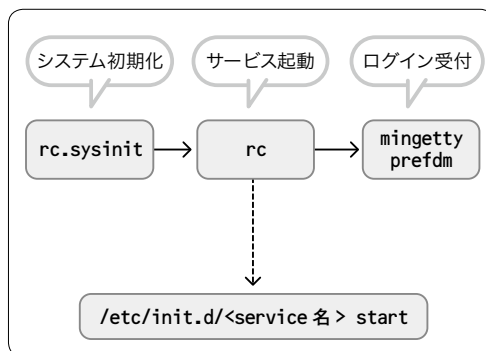 システム初期化
サービス起動
ログイン受付
rc.sysinit
rc
mingetty
prefdm
/etc/init.d/<service 名> start